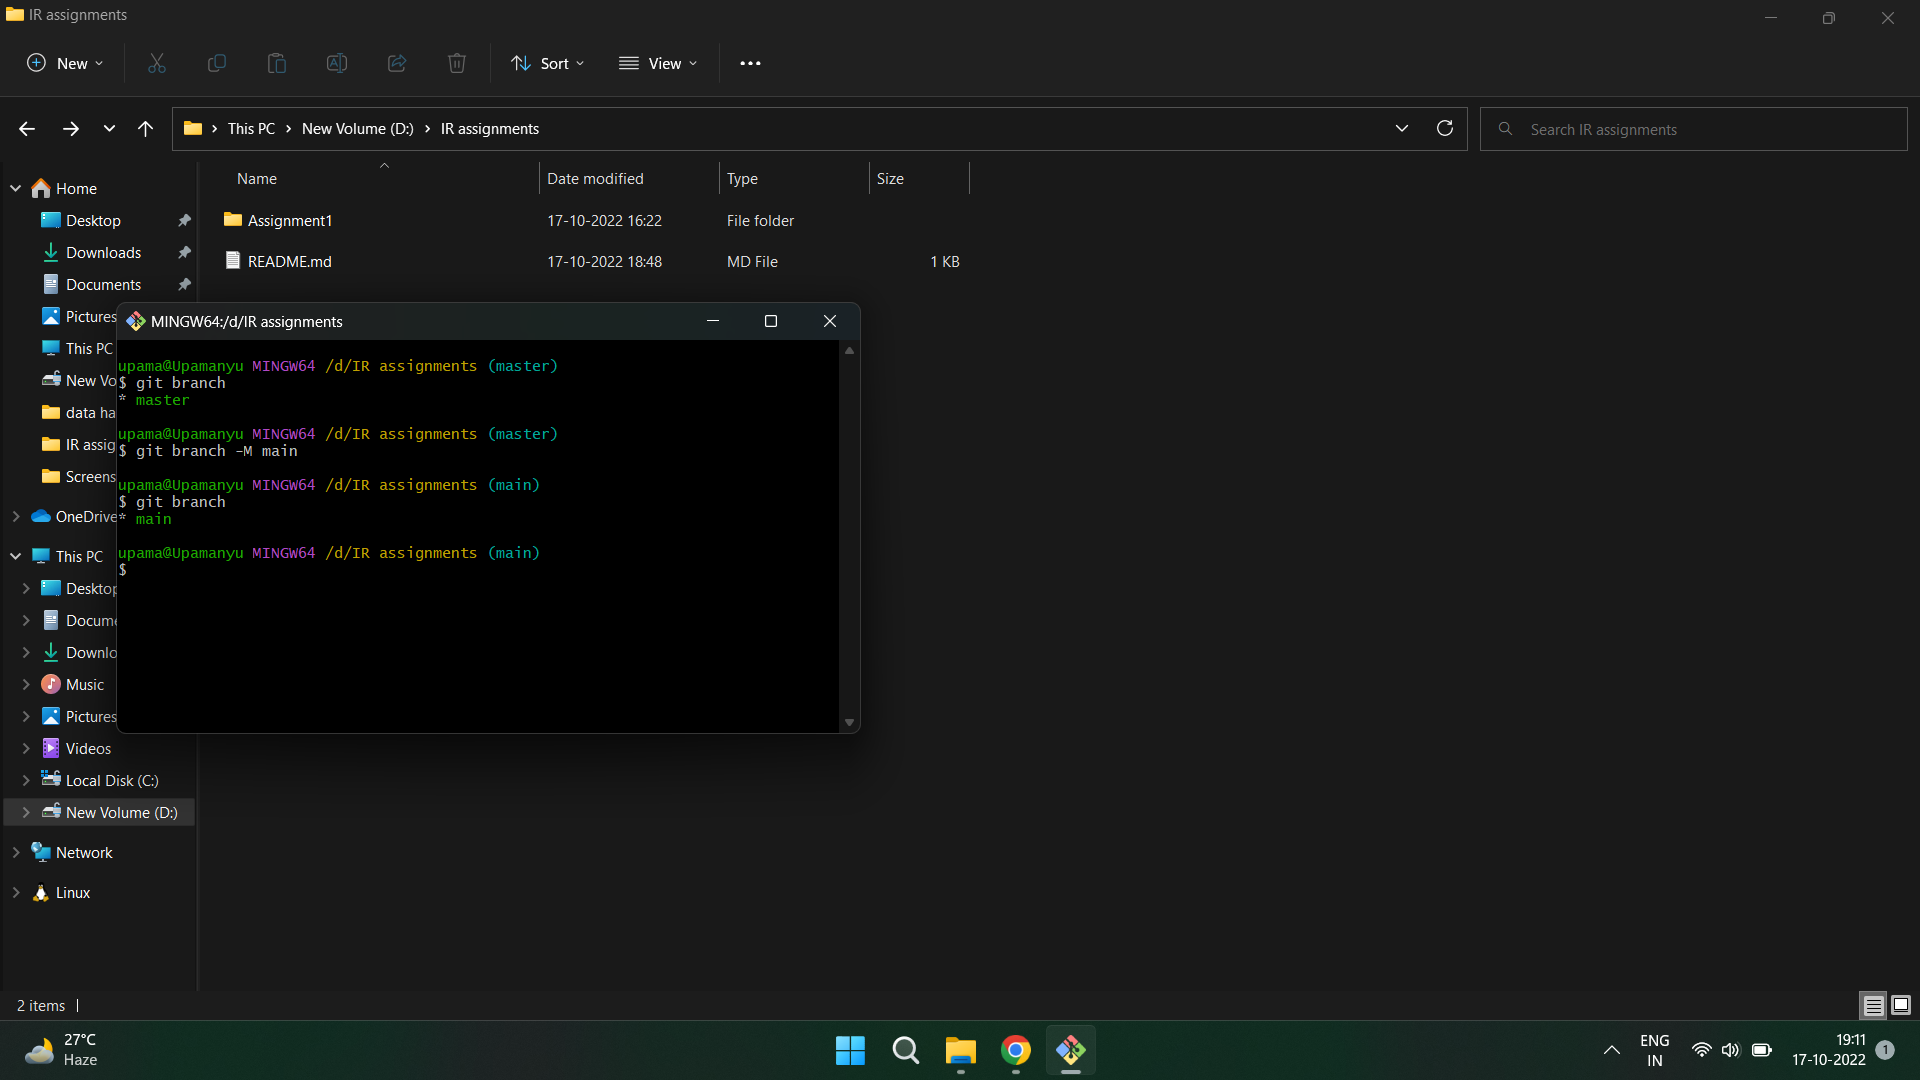 IR assignments
New
Sort
View
This PC
New Volume (D:)
IR assignments
Search IR assignments
Name
Date modified
Type
Size
Assignment1
17-10-2022 16:22
File folder
README.md
17-10-2022 18:48
MD File
1 KB
Home
Desktop
Downloads
Documents
Pictures
This PC
New Vo
data ha
IR assig
Screens
OneDrive
This PC
Desktop
Docume
Downlo
Music
Pictures
Videos
Local Disk (C:)
New Volume (D:)
Network
Linux
MINGW64:/d/IR assignments
upama@Upamanyu MINGW64 /d/IR assignments (master)
$ git branch
* master
upama@Upamanyu MINGW64 /d/IR assignments (master)
$ git branch -M main
upama@Upamanyu MINGW64 /d/IR assignments (main)
$ git branch
* main
upama@Upamanyu MINGW64 /d/IR assignments (main)
$
2 items
27°C
Haze
ENG
IN
19:11
17-10-2022
1